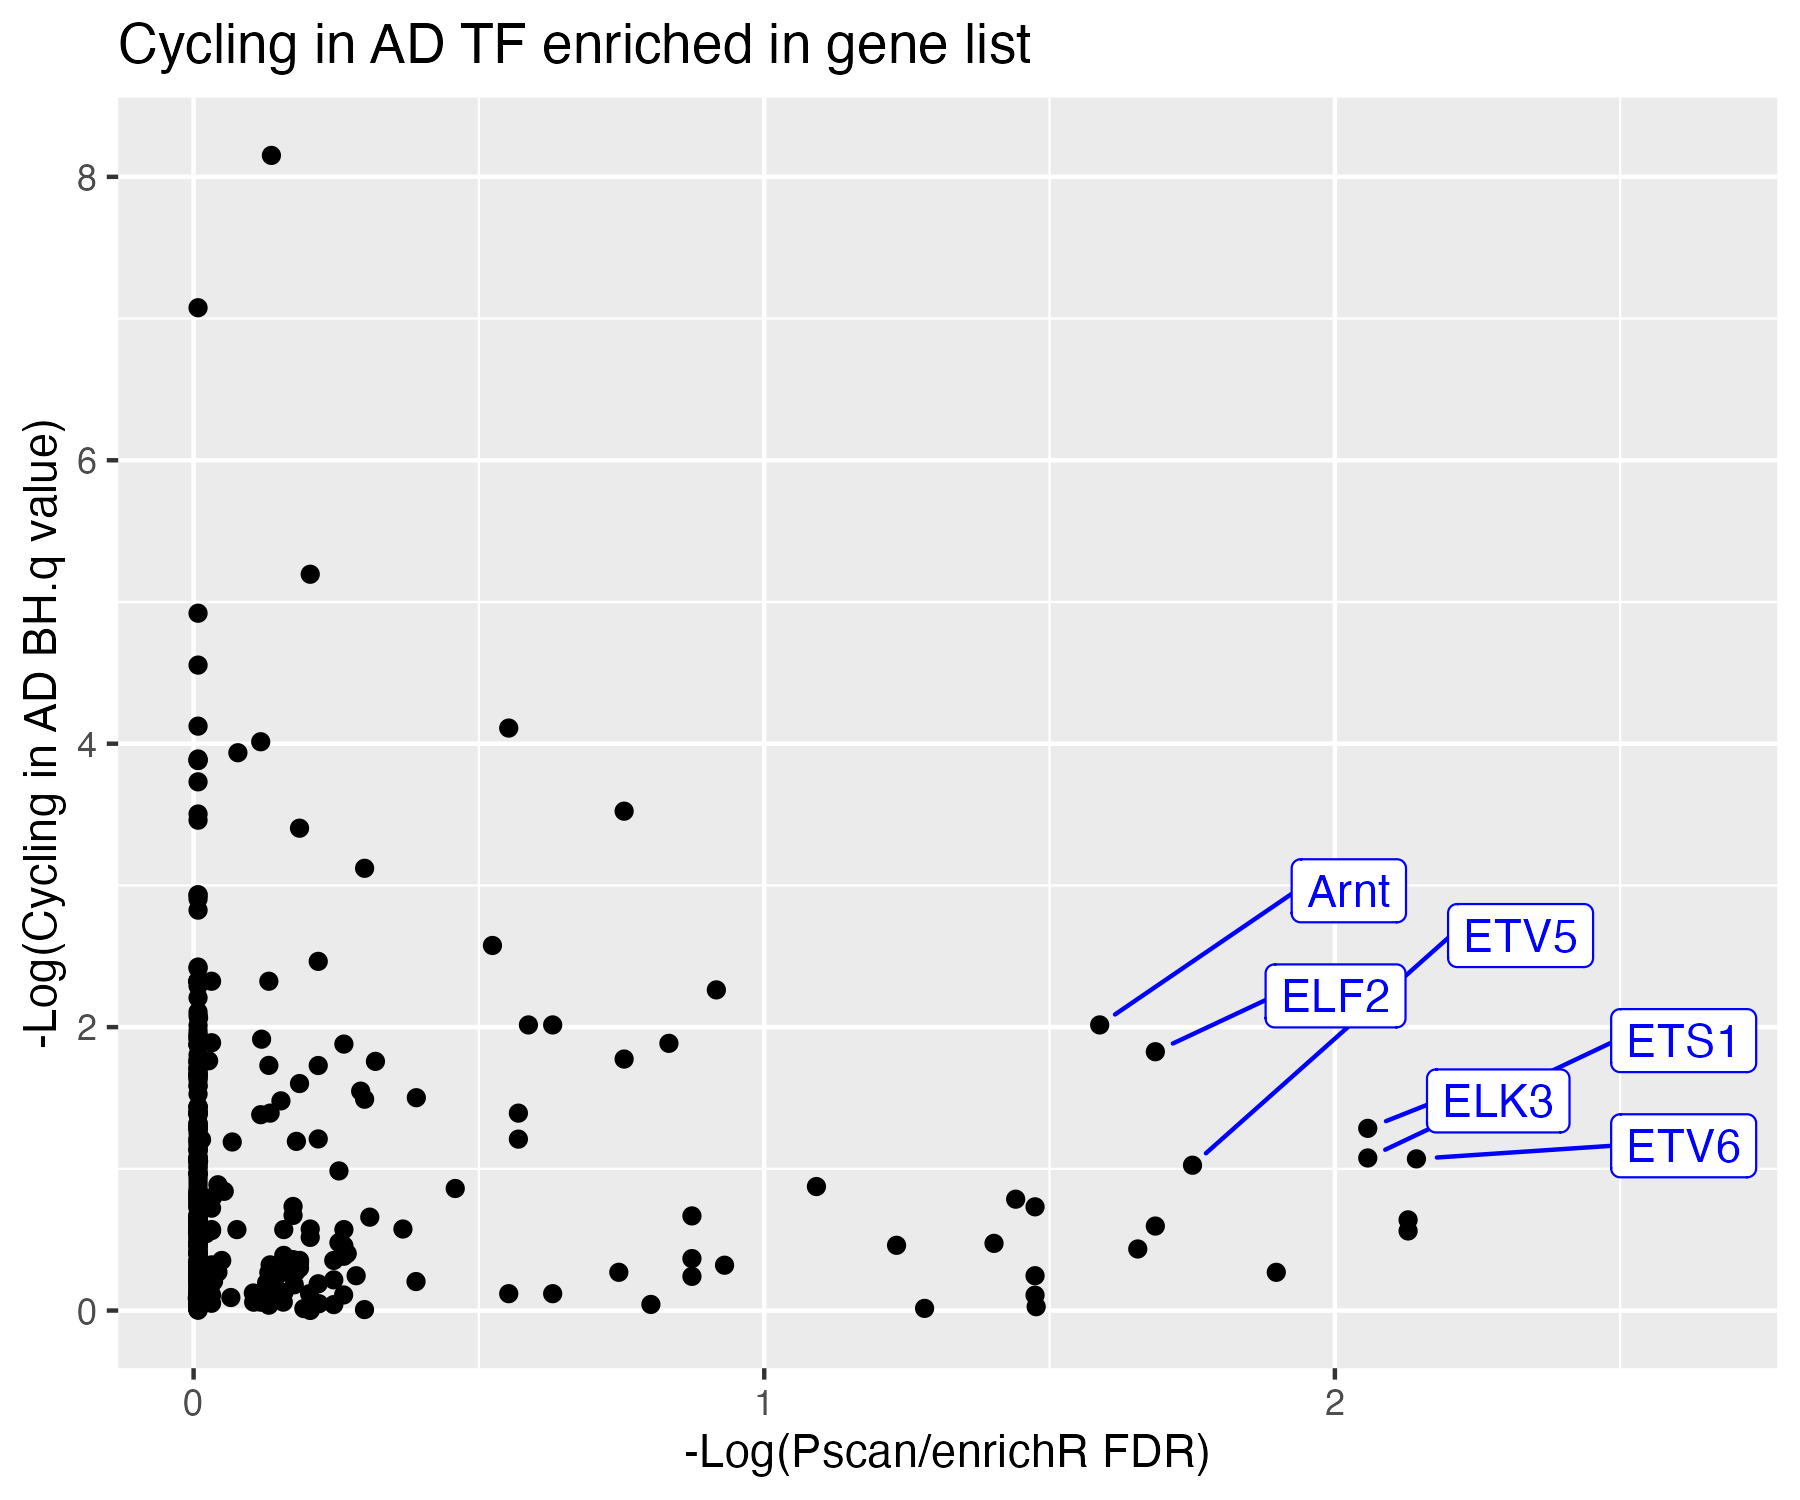 Cycling in AD TF enriched in gene list
-Log(Cycling in AD BH.q value)
8
6
4
2
0
Arnt
ETV5
ELF2
ETS1
ELK3
ETV6
0
1
2
-Log(Pscan/enrichR FDR)